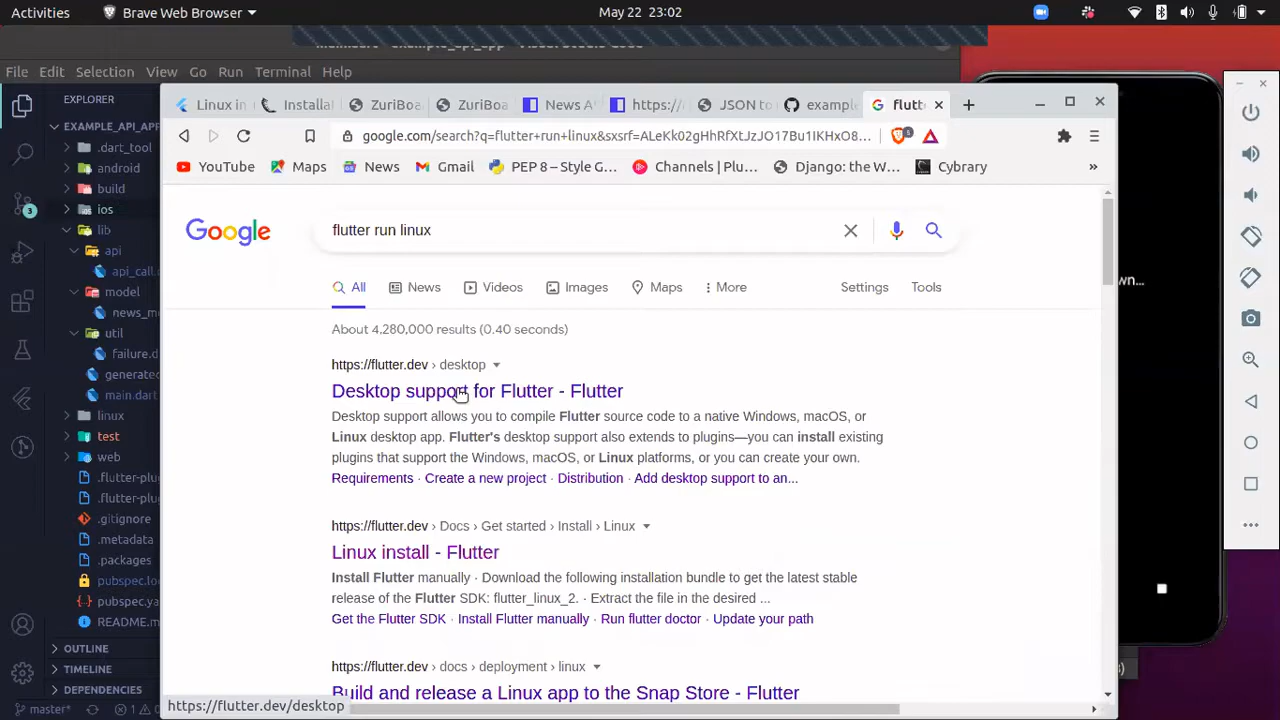 Activities
Brave Web Browser
May 22 23:02
File Edit Selection View Go Run Terminal Help
EXPLORER
EXAMPLE_API_APP
.dart_tool
android
build
ios
lib
api
api_call.
model
news_m
util
failure.d
generated
main.dart
linux
test
web
.flutter-plu
.flutter-plu
.gitignore
.metadata
.packages
pubspec.lo
pubspec.ya
README.m
OUTLINE
TIMELINE
DEPENDENCIES
master*
1
3
Linux in
Installa
ZuriBoa
ZuriBoa
News A
https://
JSON to
example
flutt
google.com/search?q=flutter+run+linux&sxsrf=ALeKk02gHhRfXtJzJO17Bu1IKHxO8...
YouTube Maps News Gmail PEP 8 – Style G... Channels | Plu... Django: the W... Cybrary »
Google
flutter run linux
All News Videos Images Maps More Settings Tools
About 4,280,000 results (0.40 seconds)
https://flutter.dev › desktop
Desktop support for Flutter - Flutter
Desktop support allows you to compile Flutter source code to a native Windows, macOS, or
Linux desktop app. Flutter's desktop support also extends to plugins—you can install existing
plugins that support the Windows, macOS, or Linux platforms, or you can create your own.
Requirements · Create a new project · Distribution · Add desktop support to an...
https://flutter.dev › Docs › Get started › Install › Linux
Linux install - Flutter
Install Flutter manually · Download the following installation bundle to get the latest stable
release of the Flutter SDK: flutter_linux_2. · Extract the file in the desired ...
Get the Flutter SDK · Install Flutter manually · Run flutter doctor · Update your path
https://flutter.dev › docs › deployment › linux
Build and release a Linux app to the Snap Store - Flutter
https://flutter.dev/desktop
wn...